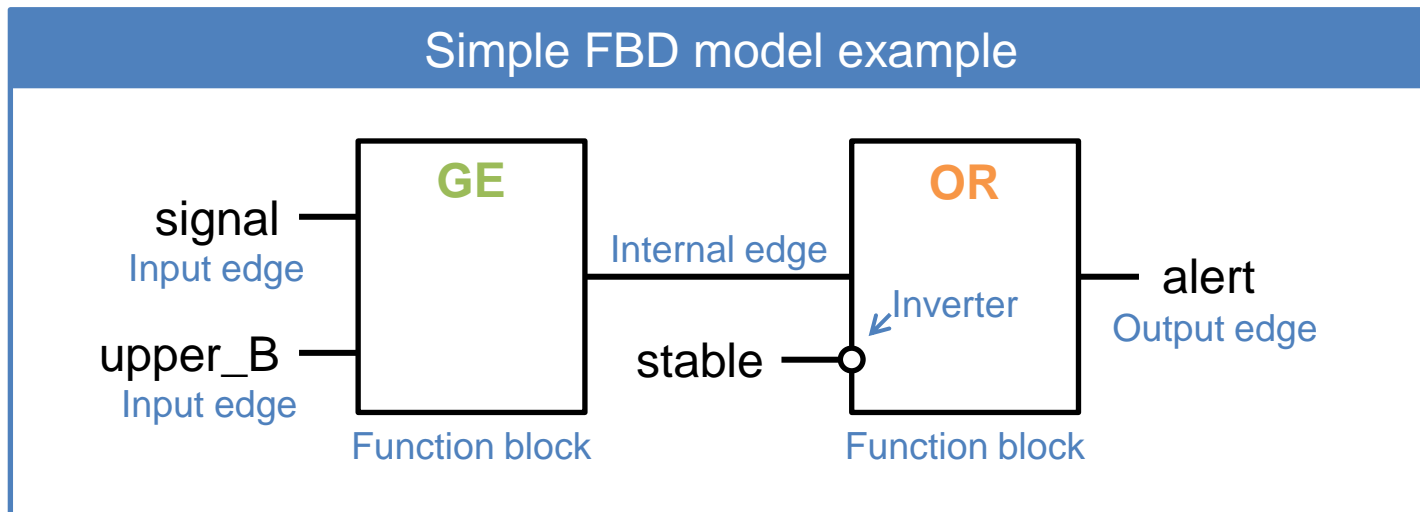 Simple FBD model example
GE
OR
signal
Input edge
Internal edge
alert
Inverter
Output edge
upper_B
stable
Input edge
Function block
Function block